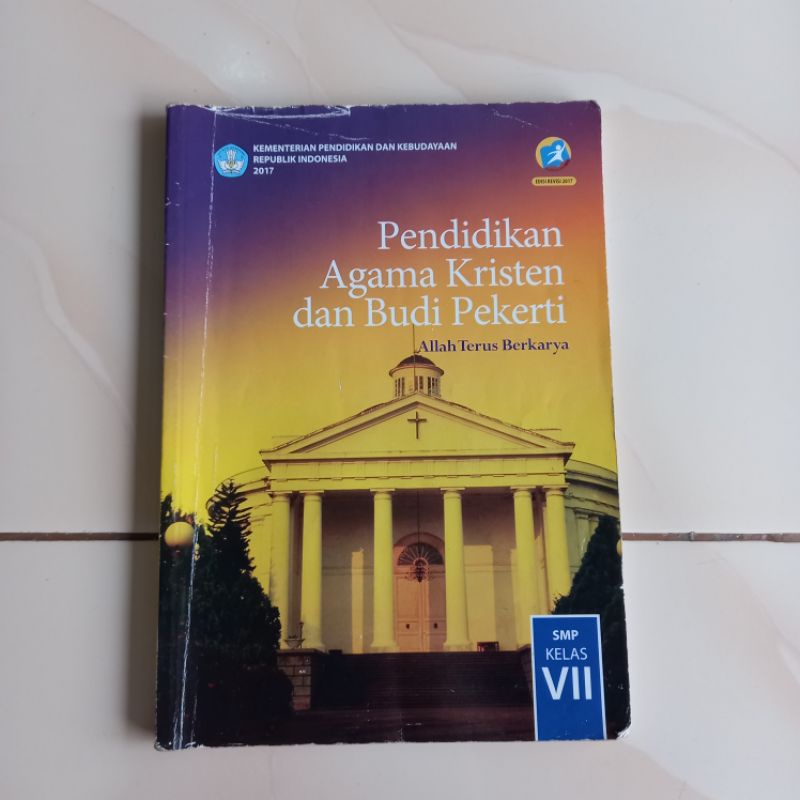 KEMENTERIAN PENDIDIKAN DAN KEBUDAYAAN
REPUBLIK INDONESIA
2017
EDISI REVISI 2017
Pendidikan
Agama Kristen
dan Budi Pekerti
Allah Terus Berkarya
SMP
KELAS
VII